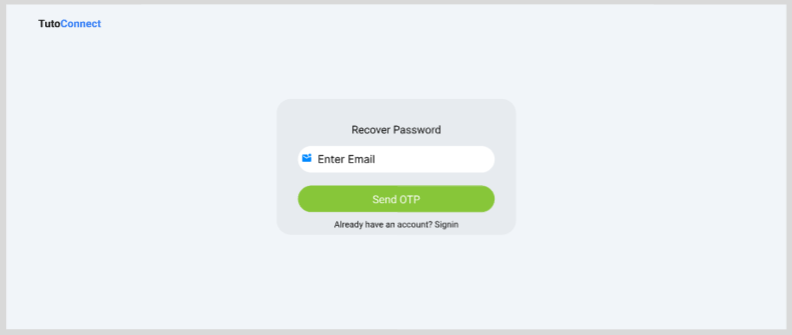 TutoConnect
Recover Password
Enter Email
Send OTP
Already have an account? Signin